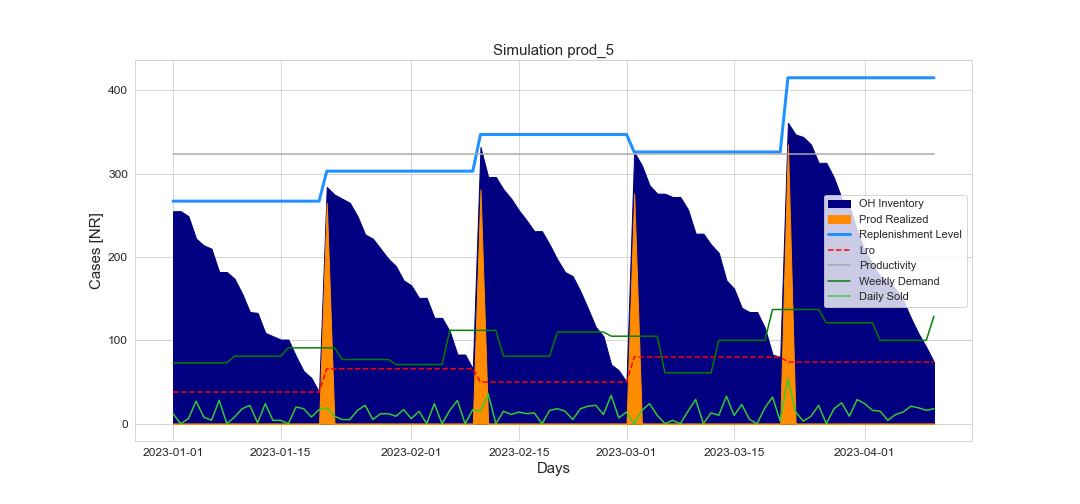 Simulation prod_5
Cases [NR]
400
300
200
100
0
OH Inventory
Prod Realized
Replenishment Level
Lro
Productivity
Weekly Demand
Daily Sold
2023-01-01 2023-01-15 2023-02-01 2023-02-15 2023-03-01 2023-03-15 2023-04-01
Days